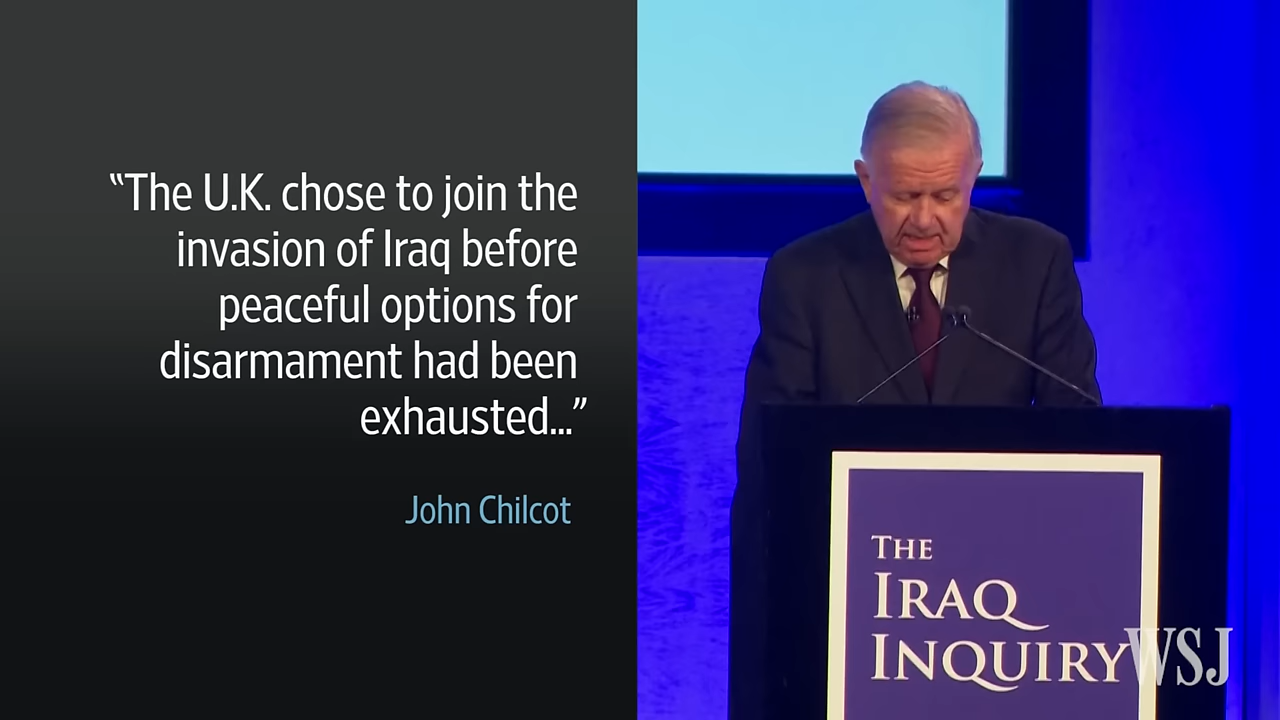 “The U.K. chose to join the
invasion of Iraq before
peaceful options for
disarmament had been
exhausted...”
John Chilcot
THE
IRAQ
INQUIRY
WSJ